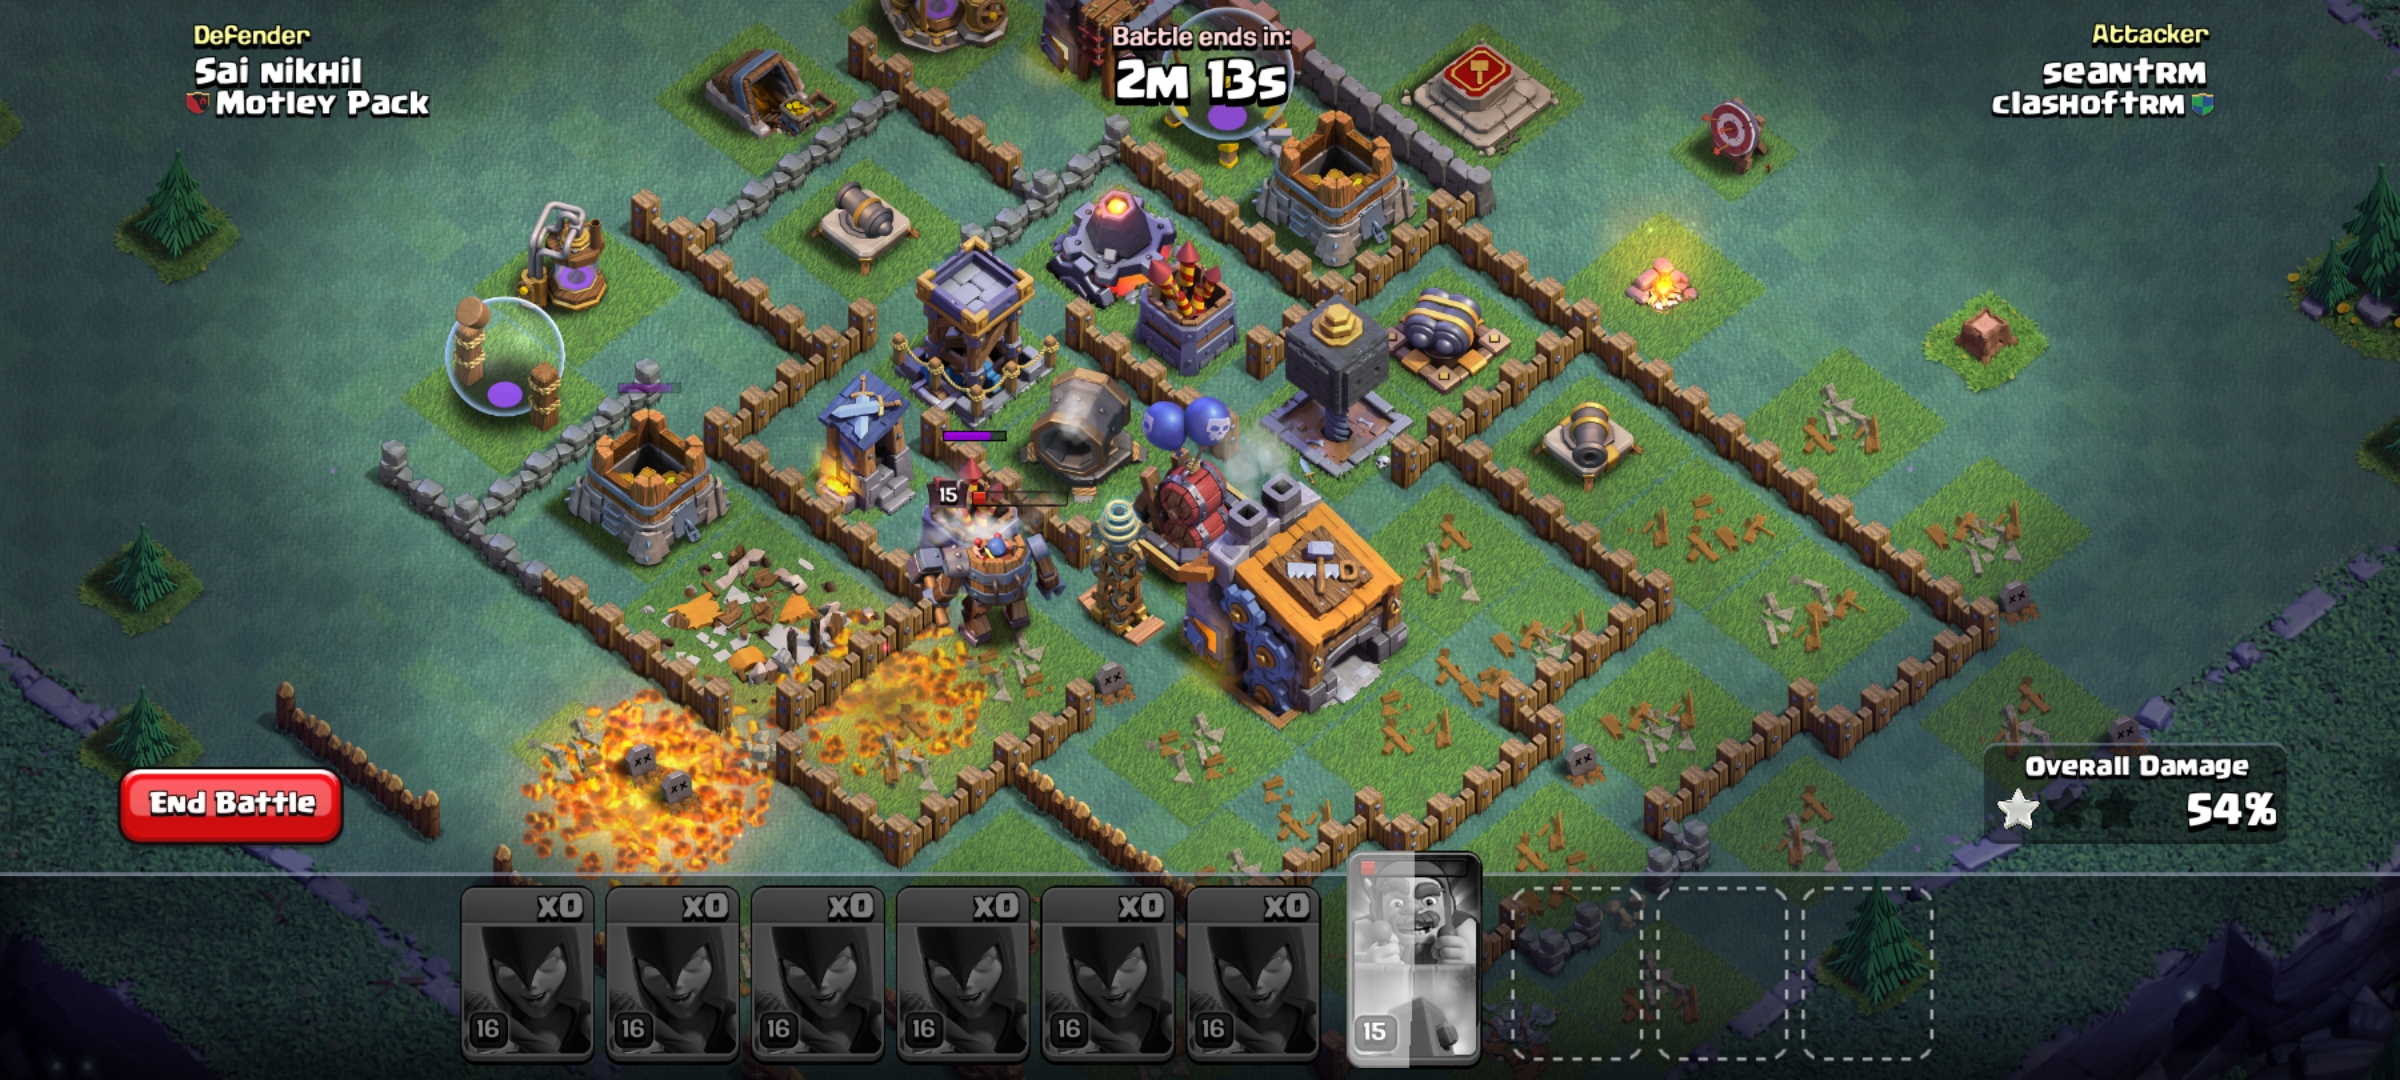 Defender
Sai Nikhil
Motley Pack
Battle ends in:
2M 13s
Attacker
seantRM
clashoftRM
15
End Battle
Overall Damage
54%
x0
x0
x0
x0
x0
x0
16
16
16
16
16
16
15